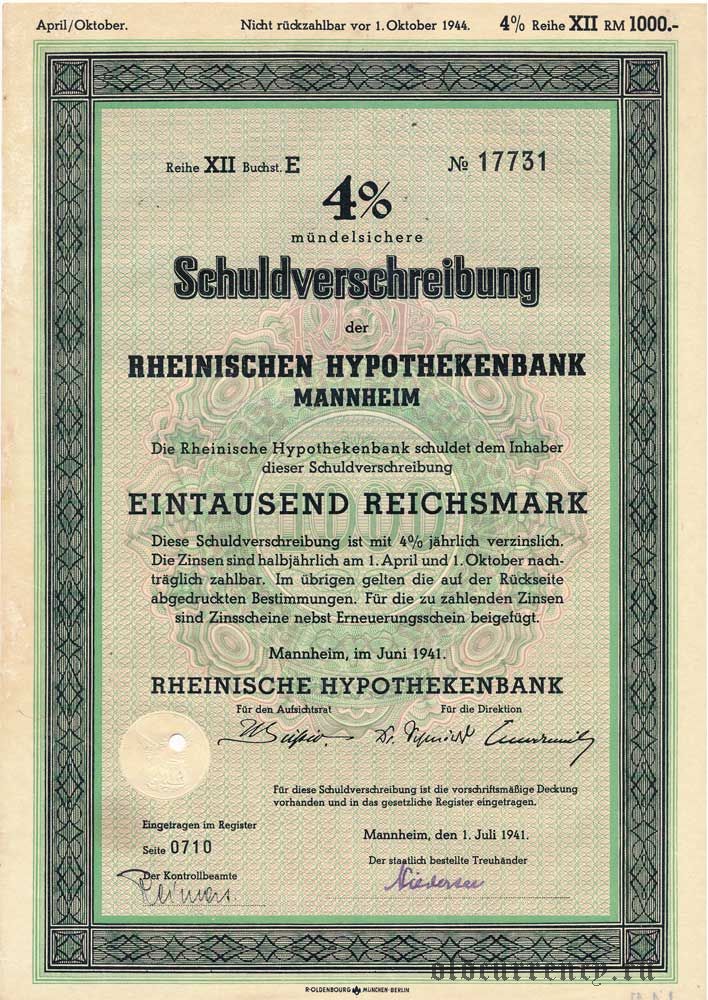 April/Oktober. Nicht rückzahlbar vor 1. Oktober 1944. 4% Reihe XII RM 1000.-
Reihe XII Buchst. E № 17731
4%
mündelsichere
Schuldverschreibung
der
RHEINISCHEN HYPOTHEKENBANK
MANNHEIM
Die Rheinische Hypothekenbank schuldet dem Inhaber
dieser Schuldverschreibung
EINTAUSEND REICHSMARK
1000
Diese Schuldverschreibung ist mit 4% jährlich verzinslich.
Die Zinsen sind halbjährlich am 1. April und 1. Oktober nach-
träglich zahlbar. Im übrigen gelten die auf der Rückseite
abgedruckten Bestimmungen. Für die zu zahlenden Zinsen
sind Zinsscheine nebst Erneuerungsschein beigefügt.
Mannheim, im Juni 1941.
RHEINISCHE HYPOTHEKENBANK
Für den Aufsichtsrat Für die Direktion
Dr. Schmidt
Für diese Schuldverschreibung ist die vorschriftsmäßige Deckung
vorhanden und in das gesetzliche Register eingetragen.
Eingetragen im Register
Seite 0710
Mannheim, den 1. Juli 1941.
Der Kontrollbeamte
Der staatlich bestellte Treuhänder
Reimers.
R·OLDENBOURG MÜNCHEN-BERLIN
oldcurrency.ru